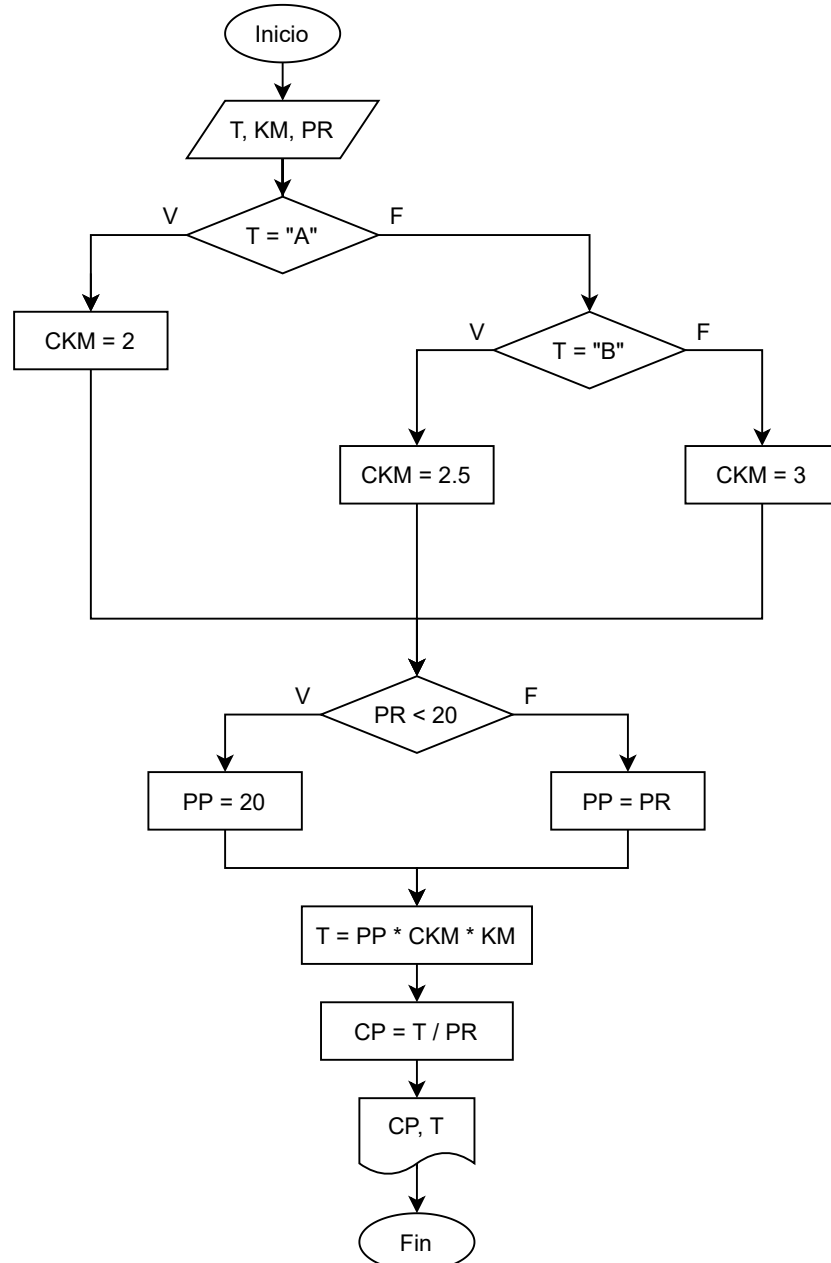 Inicio
T, KM, PR
V
F
T = "A"
CKM = 2
V
F
T = "B"
CKM = 2.5
CKM = 3
V
F
PR < 20
PP = 20
PP = PR
T = PP * CKM * KM
CP = T / PR
CP, T
Fin